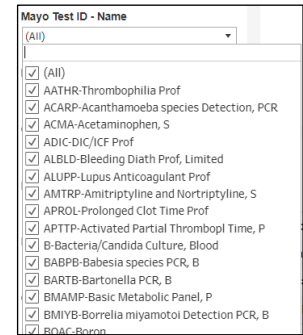 Mayo Test ID - Name
(All)
(All)
AATHR-Thrombophilia Prof
ACARP-Acanthamoeba species Detection, PCR
ACMA-Acetaminophen, S
ADIC-DIC/ICF Prof
ALBLD-Bleeding Diath Prof, Limited
ALUPP-Lupus Anticoagulant Prof
AMTRP-Amitriptyline and Nortriptyline, S
APROL-Prolonged Clot Time Prof
APTTP-Activated Partial Thrombopl Time, P
B-Bacteria/Candida Culture, Blood
BABPB-Babesia species PCR, B
BARTB-Bartonella PCR, B
BMAMP-Basic Metabolic Panel, P
BMIYB-Borrelia miyamotoi Detection PCR, B